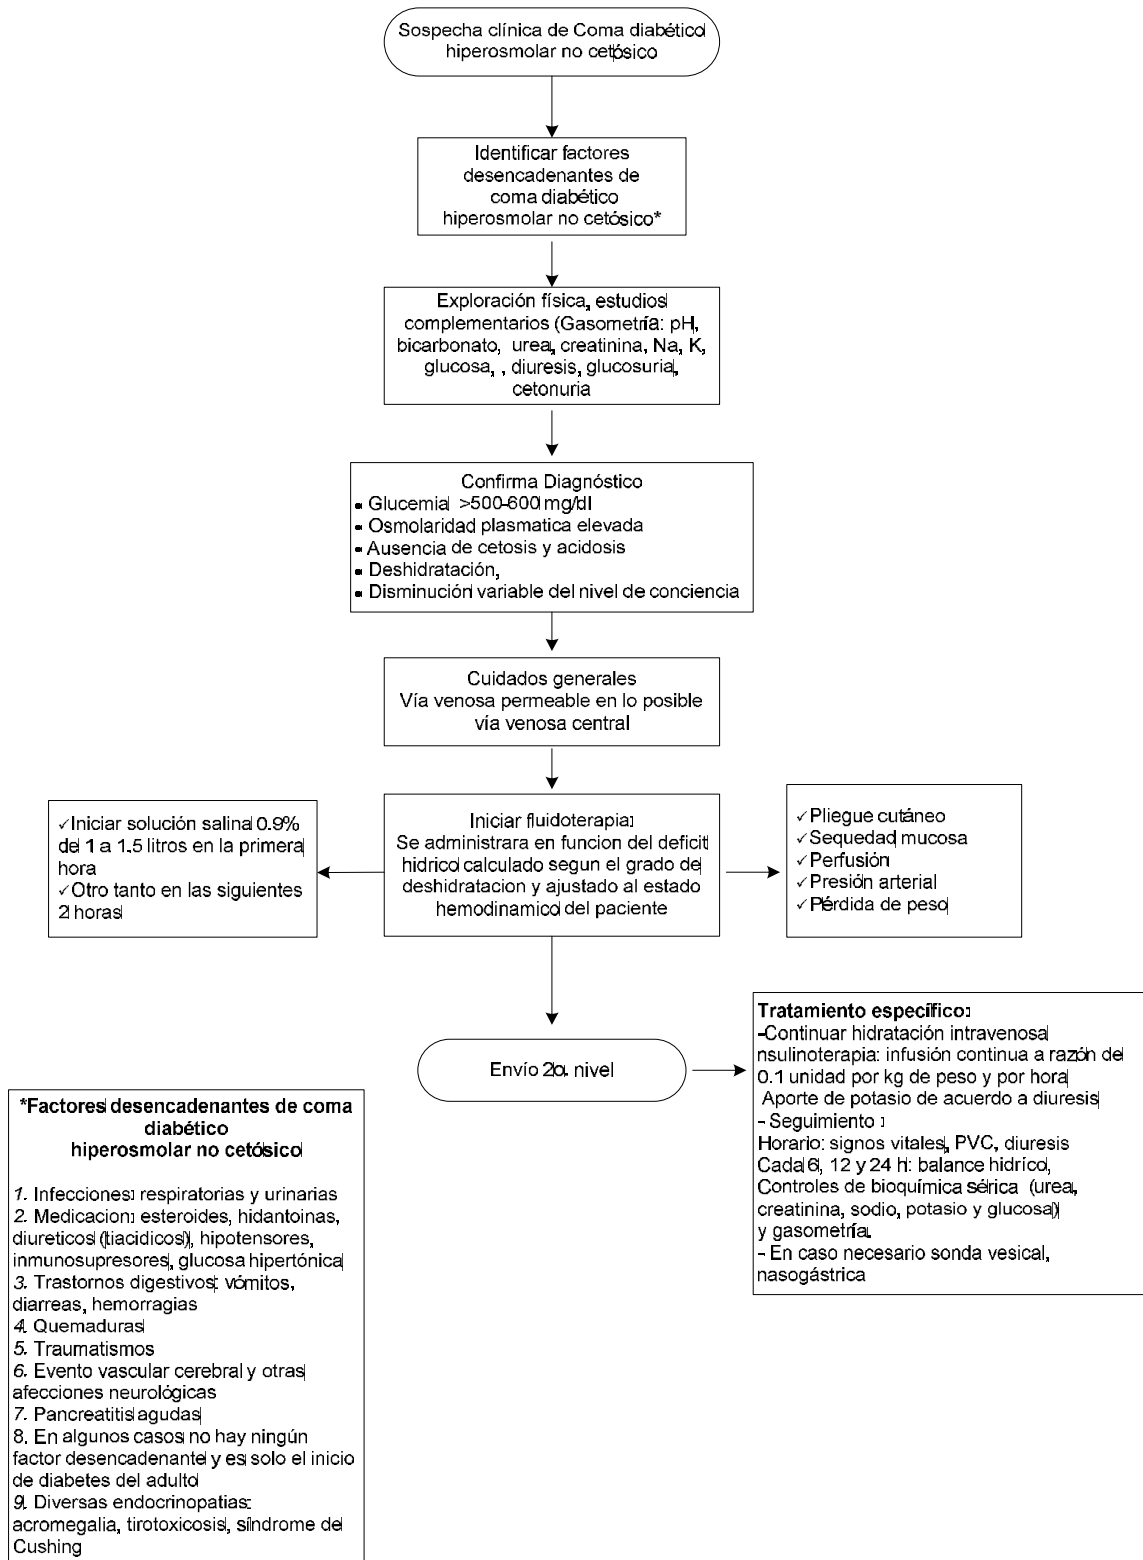 Sospecha clínica de Coma diabético
hiperosmolar no cetósico
Identificar factores
desencadenantes de
coma diabético
hiperosmolar no cetósico*
Exploración física, estudios
complementarios (Gasometría: pH,
bicarbonato, urea, creatinina, Na, K,
glucosa, , diuresis, glucosuria,
cetonuria
Confirma Diagnóstico
▪ Glucemia >500-600 mg/dl
▪ Osmolaridad plasmatica elevada
▪ Ausencia de cetosis y acidosis
▪ Deshidratación,
▪ Disminución variable del nivel de conciencia
Cuidados generales
Vía venosa permeable en lo posible
vía venosa central
Iniciar fluidoterapia:
Se administrara en funcion del deficit
hidrico calculado segun el grado de
deshidratacion y ajustado al estado
hemodinamico del paciente
✓Iniciar solución salina 0.9%
de 1 a 1.5 litros en la primera
hora
✓Otro tanto en las siguientes
2 horas
✓Pliegue cutáneo
✓Sequedad mucosa
✓Perfusión
✓Presión arterial
✓Pérdida de peso
Envío 2o. nivel
Tratamiento específico:
-Continuar hidratación intravenosa
nsulinoterapia: infusión continua a razón de
0.1 unidad por kg de peso y por hora
Aporte de potasio de acuerdo a diuresis
- Seguimiento :
Horario: signos vitales, PVC, diuresis
Cada 6, 12 y 24 h: balance hidríco,
Controles de bioquímica sérica (urea,
creatinina, sodio, potasio y glucosa)
y gasometría.
- En caso necesario sonda vesical,
nasogástrica
*Factores desencadenantes de coma
diabético
hiperosmolar no cetósico
1. Infecciones: respiratorias y urinarias
2. Medicacion: esteroides, hidantoinas,
diureticos (tiacidicos), hipotensores,
inmunosupresores, glucosa hipertónica
3. Trastornos digestivos: vómitos,
diarreas, hemorragias
4. Quemaduras
5. Traumatismos
6. Evento vascular cerebral y otras
afecciones neurológicas
7. Pancreatitis agudas
8. En algunos casos no hay ningún
factor desencadenante y es solo el inicio
de diabetes del adulto
9. Diversas endocrinopatias:
acromegalia, tirotoxicosis, síndrome de
Cushing